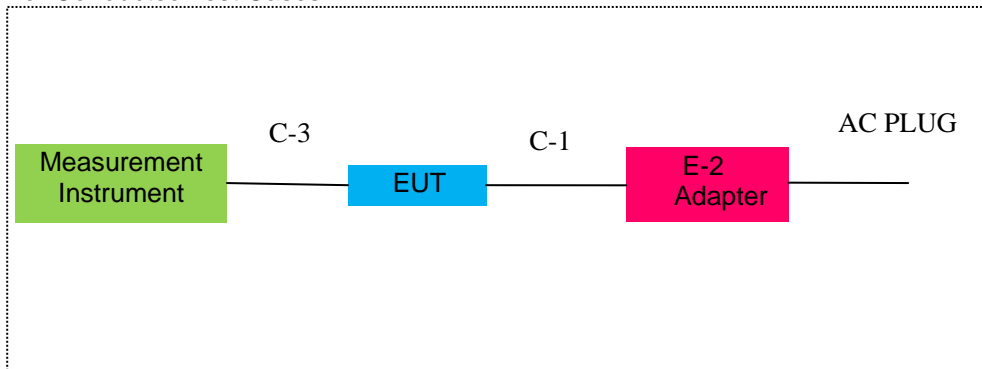 C-3
C-1
AC PLUG
Measurement
Instrument
EUT
E-2
Adapter